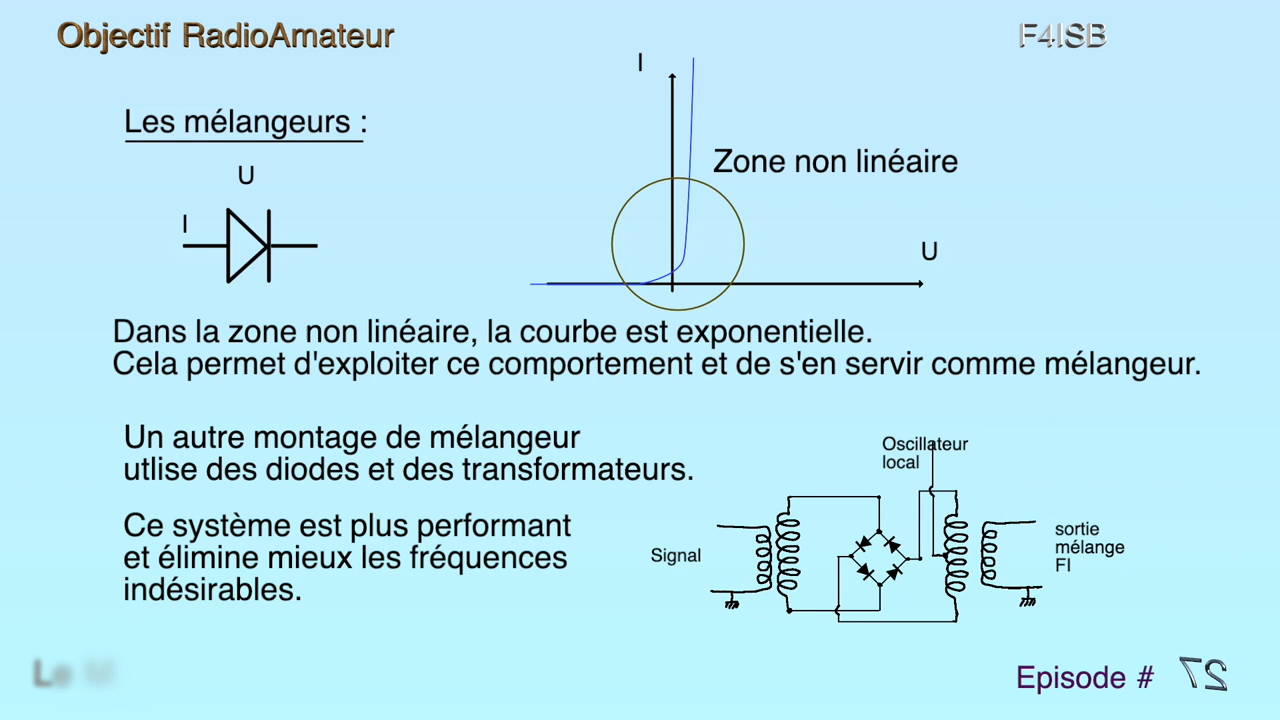 Objectif RadioAmateur
F4ISB
Les mélangeurs :
U
I
I
Zone non linéaire
U
Dans la zone non linéaire, la courbe est exponentielle.
Cela permet d'exploiter ce comportement et de s'en servir comme mélangeur.
Un autre montage de mélangeur
utlise des diodes et des transformateurs.
Ce système est plus performant
et élimine mieux les fréquences
indésirables.
Oscillateur
local
Signal
sortie
mélange
FI
Le M
Episode # 27